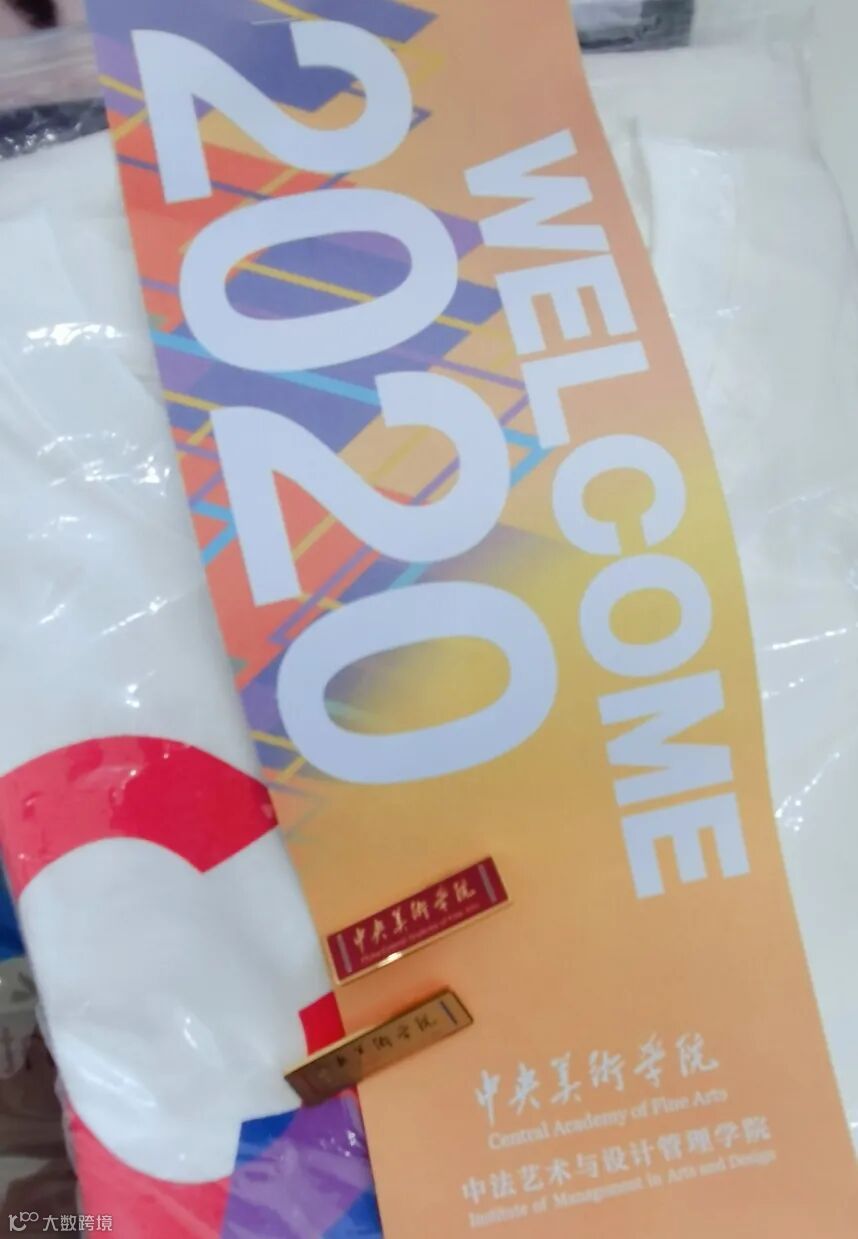 2020
WELCOME
中央美術学院
中央美術学院
中央美術学院
Central Academy of Fine Arts
中法艺术与设计管理学院
Institute of Management in Arts and Design
大数跨境